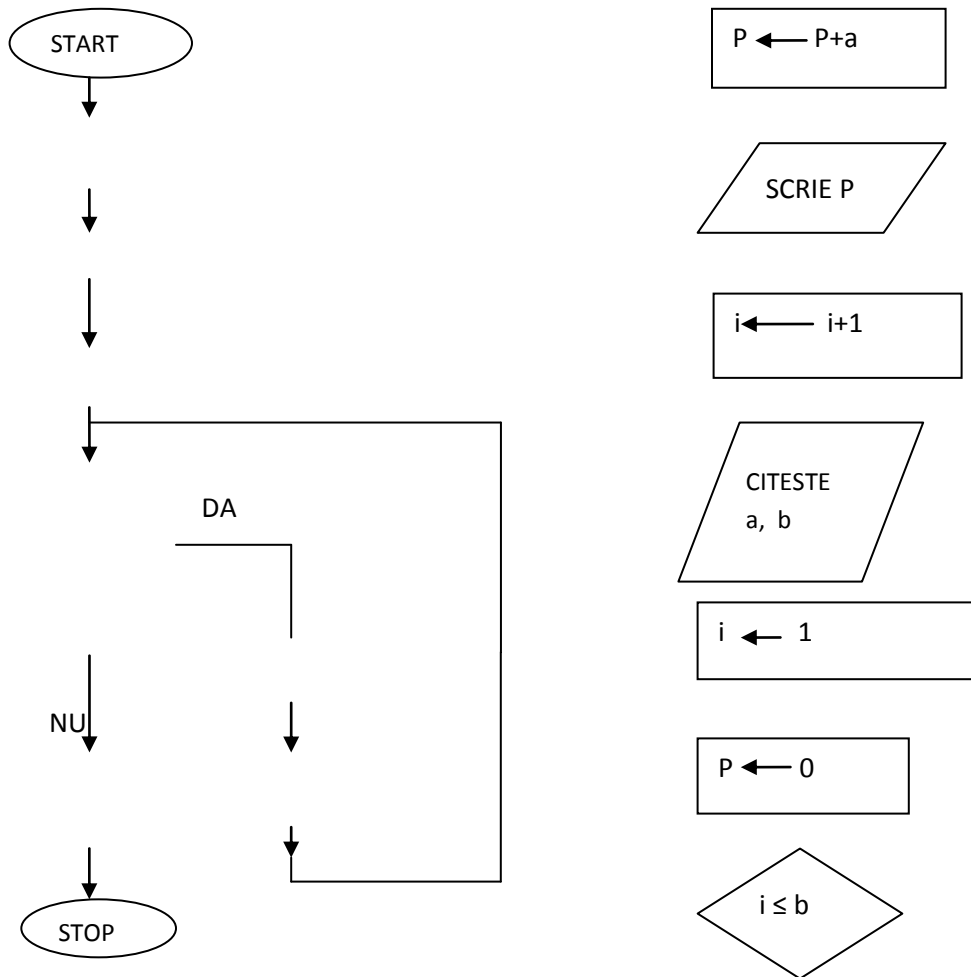 START
DA
NU
STOP
P P+a
SCRIE P
i i+1
CITESTE
a, b
i 1
P 0
i ≤ b